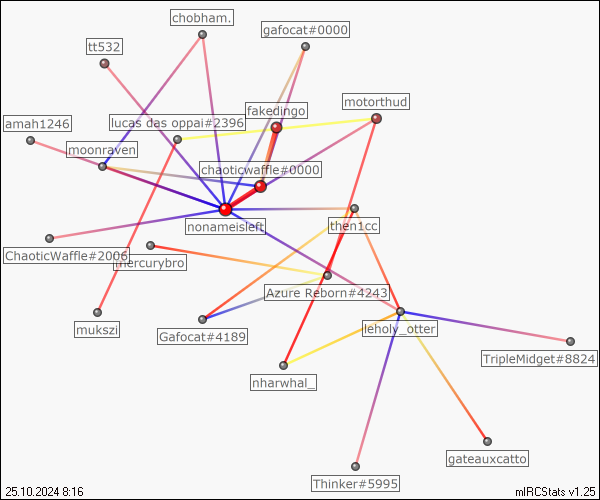 chobham.
gafocat#0000
tt532
fakedingo
motorthud
lucas das oppai#2396
amah1246
moonraven
chaoticwaffle#0000
nonameisleft
then1cc
ChaoticWaffle#2006
mercurybro
Azure Reborn#4243
mukszi
Gafocat#4189
leholy_otter
TripleMidget#8824
nharwhal_
gateauxcatto
Thinker#5995
25.10.2024 8:16
mIRCStats v1.25